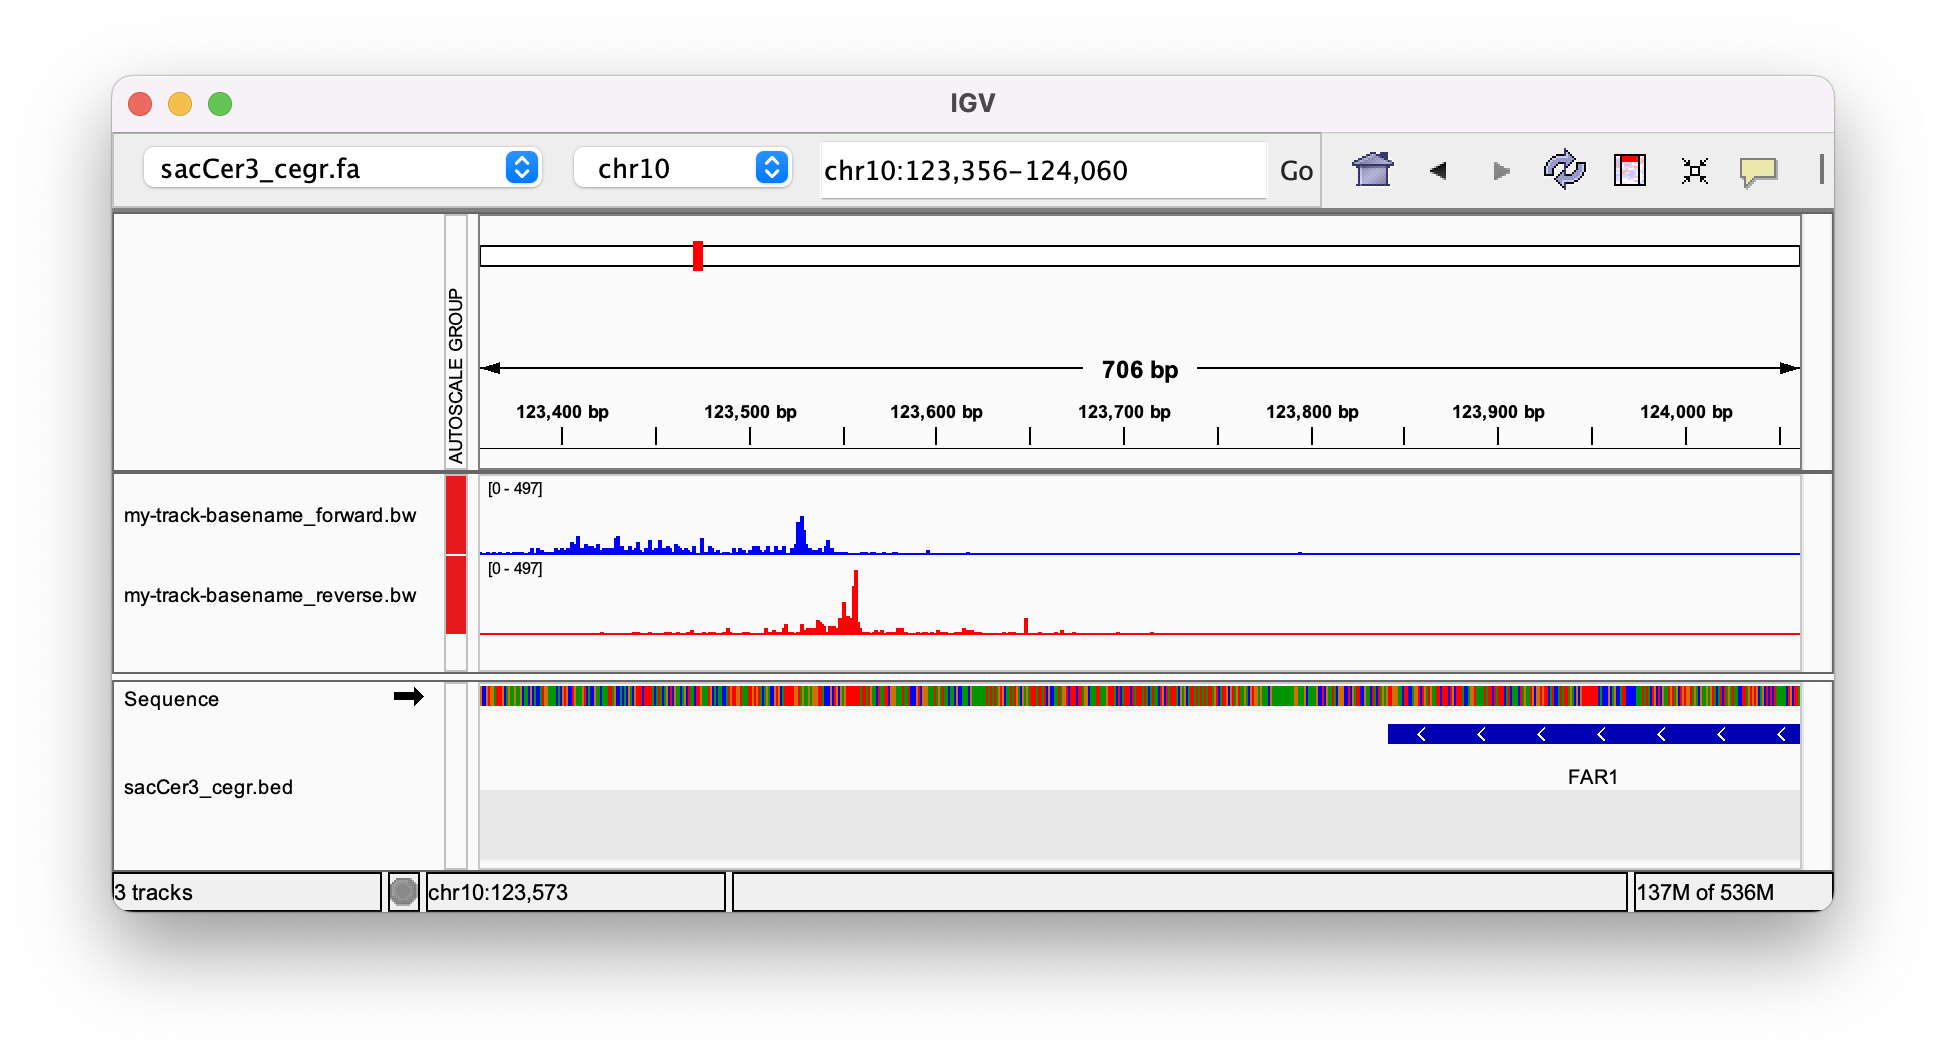 IGV
sacCer3_cegr.fa
chr10
chr10:123,356-124,060
Go
AUTOSCALE GROUP
706 bp
123,400 bp 123,500 bp 123,600 bp 123,700 bp 123,800 bp 123,900 bp 124,000 bp
[0 - 497]
my-track-basename_forward.bw
[0 - 497]
my-track-basename_reverse.bw
Sequence
FAR1
sacCer3_cegr.bed
3 tracks
chr10:123,573
137M of 536M